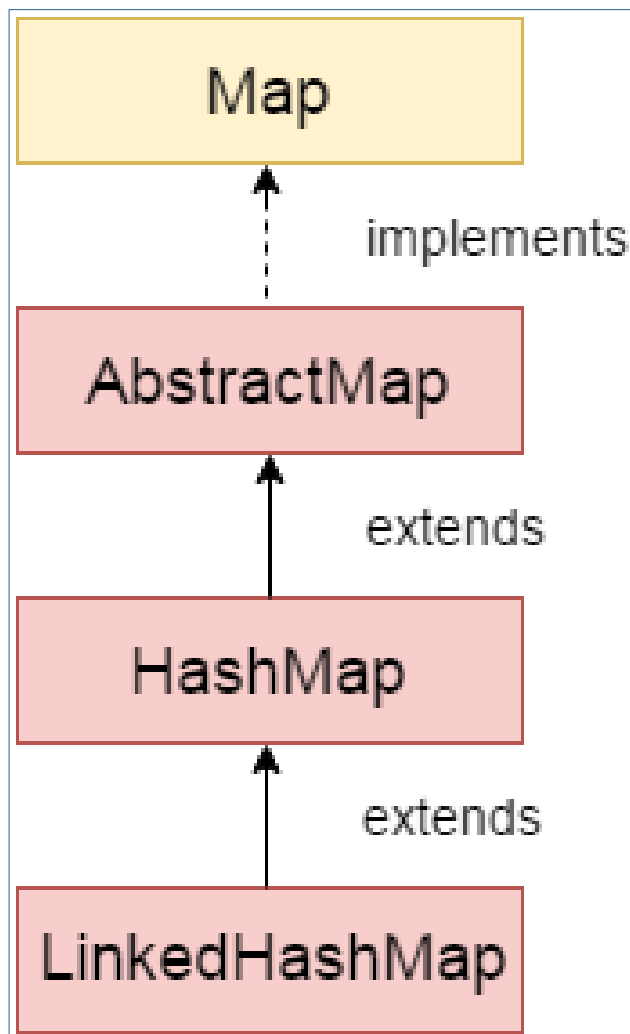 Map
implements
AbstractMap
extends
HashMap
extends
LinkedHashMap